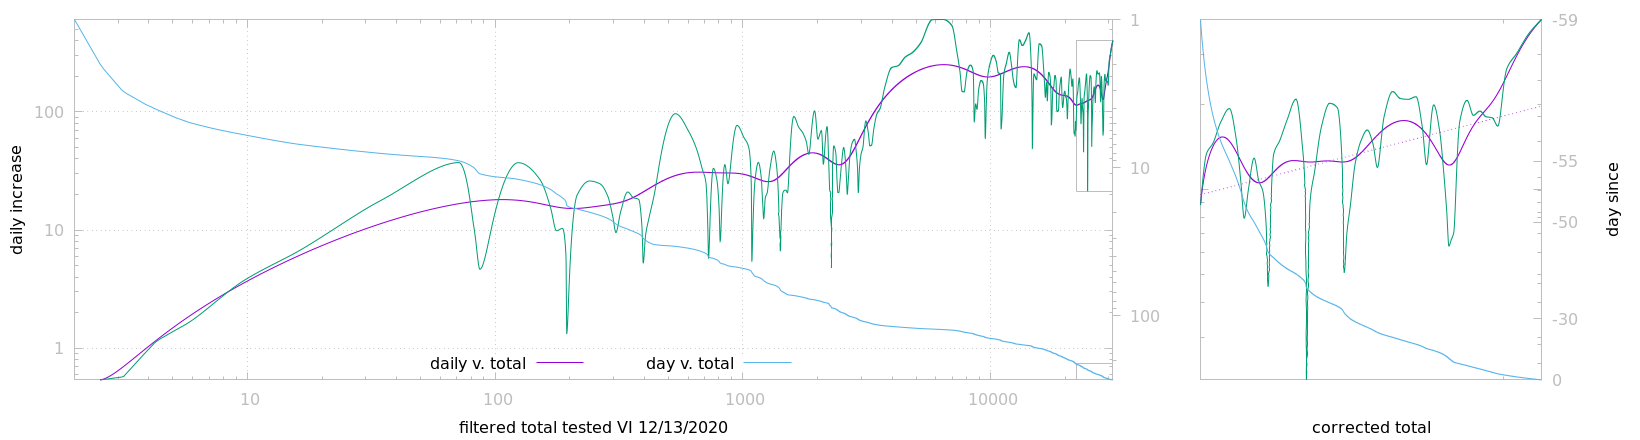 daily increase
100
10
1
daily v. total
day v. total
10
100
1000
10000
filtered total tested VI 12/13/2020
1
10
100
corrected total
-59
-55
-50
-30
0
day since